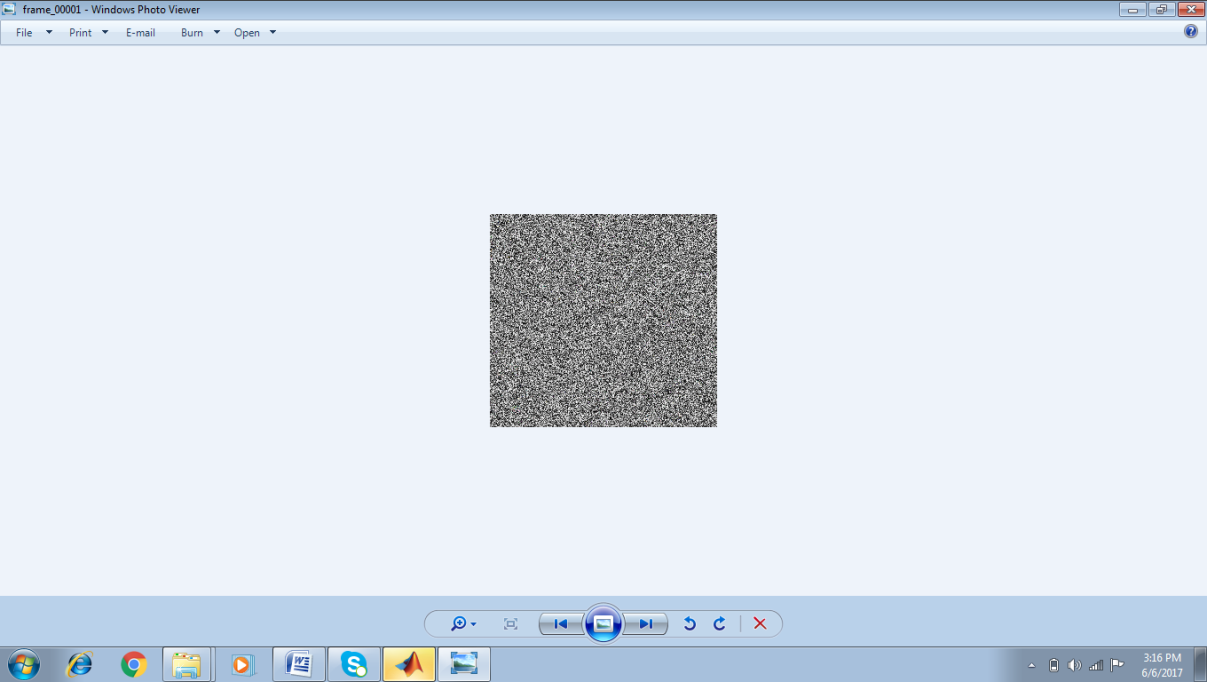 frame_00001 - Windows Photo Viewer
File Print E-mail Burn Open
3:16 PM
6/6/2017